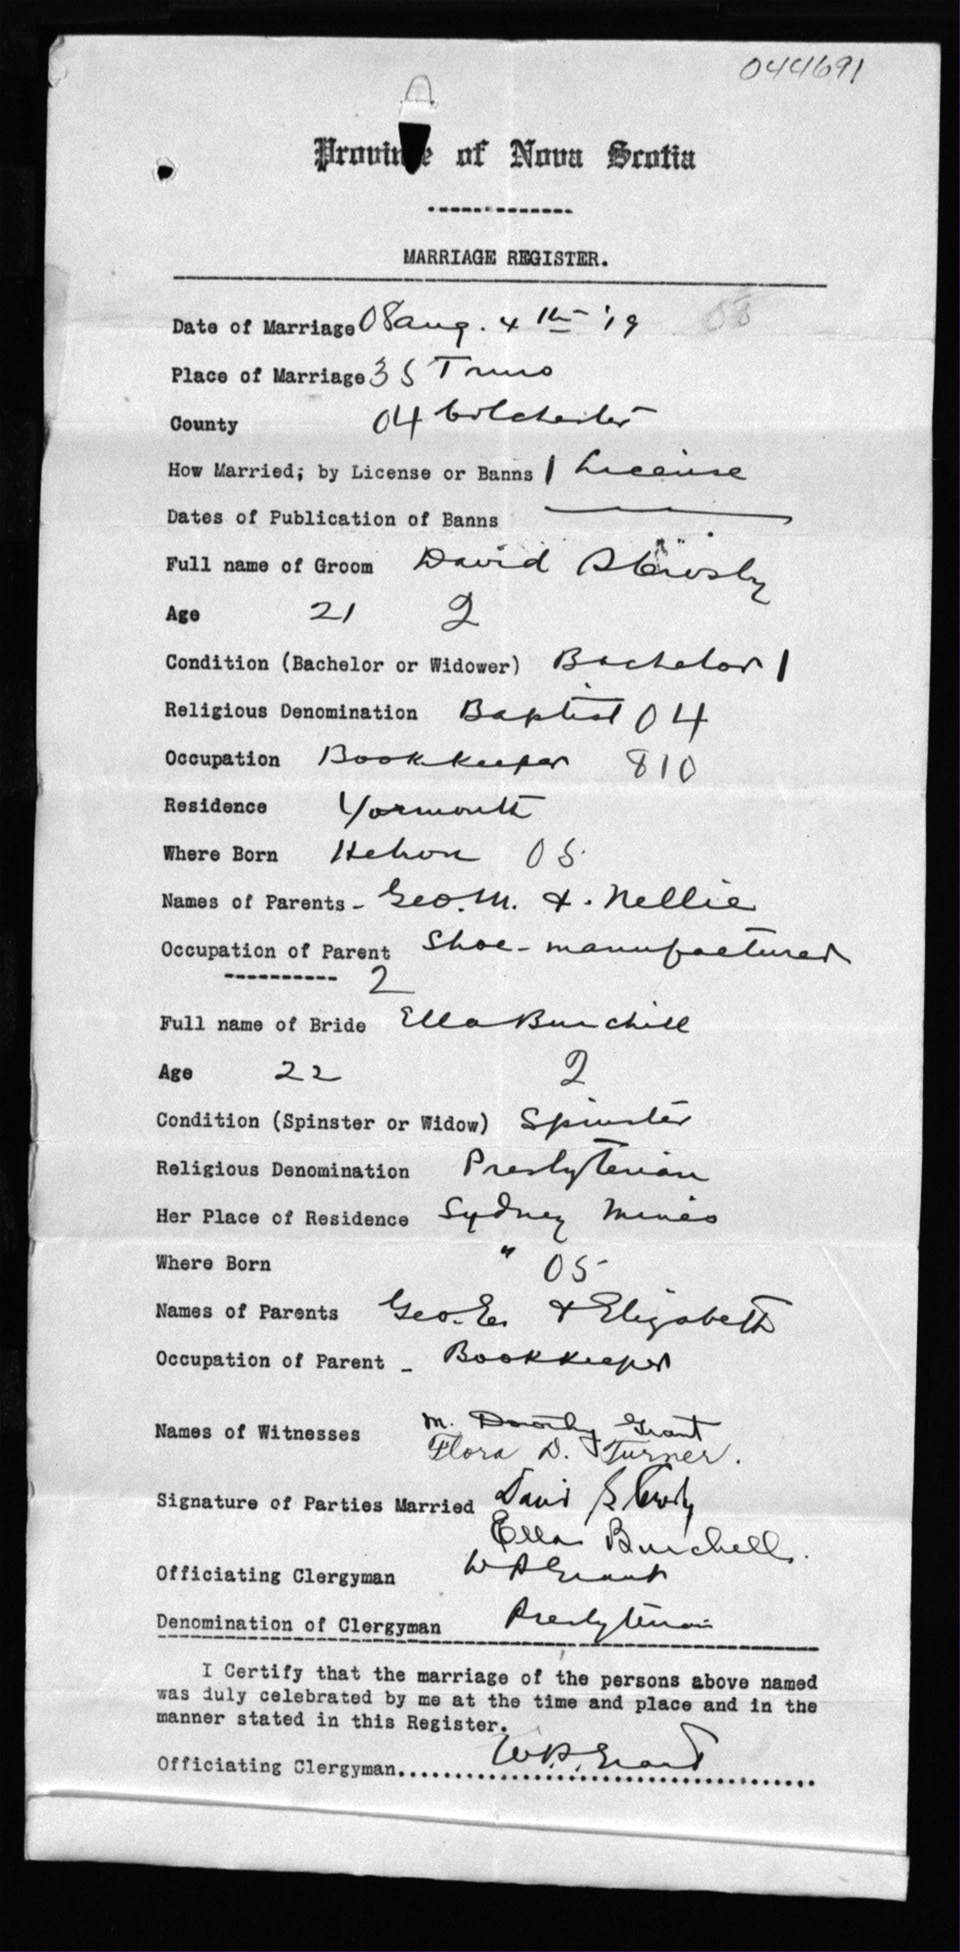 044691
Province of Nova Scotia
MARRIAGE REGISTER.
Date of Marriage 08 Aug. 4th '19 08
Place of Marriage 35 Truro
County 04 Colchester
How Married; by License or Banns 1 License
Dates of Publication of Banns
Full name of Groom David S Crosby
Age 21 2
Condition (Bachelor or Widower) Bachelor 1
Religious Denomination Baptist 04
Occupation Bookkeeper 810
Residence Yarmouth
Where Born Hebron 05
Names of Parents - Geo. M. & Nellie
Occupation of Parent Shoe-manufacturer
2
Full name of Bride Ella Burchill
Age 22 2
Condition (Spinster or Widow) Spinster
Religious Denomination Presbyterian
Her Place of Residence Sydney Mines
Where Born " 05
Names of Parents Geo. E. & Elizabeth
Occupation of Parent - Bookkeeper
Names of Witnesses M. Dorothy Grant
Flora D. Turner.
Signature of Parties Married David S Crosby
Ella Burchell.
Officiating Clergyman W P Grant
Denomination of Clergyman Presbyterian
I Certify that the marriage of the persons above named
was duly celebrated by me at the time and place and in the
manner stated in this Register.
Officiating Clergyman..... W. P. Grant